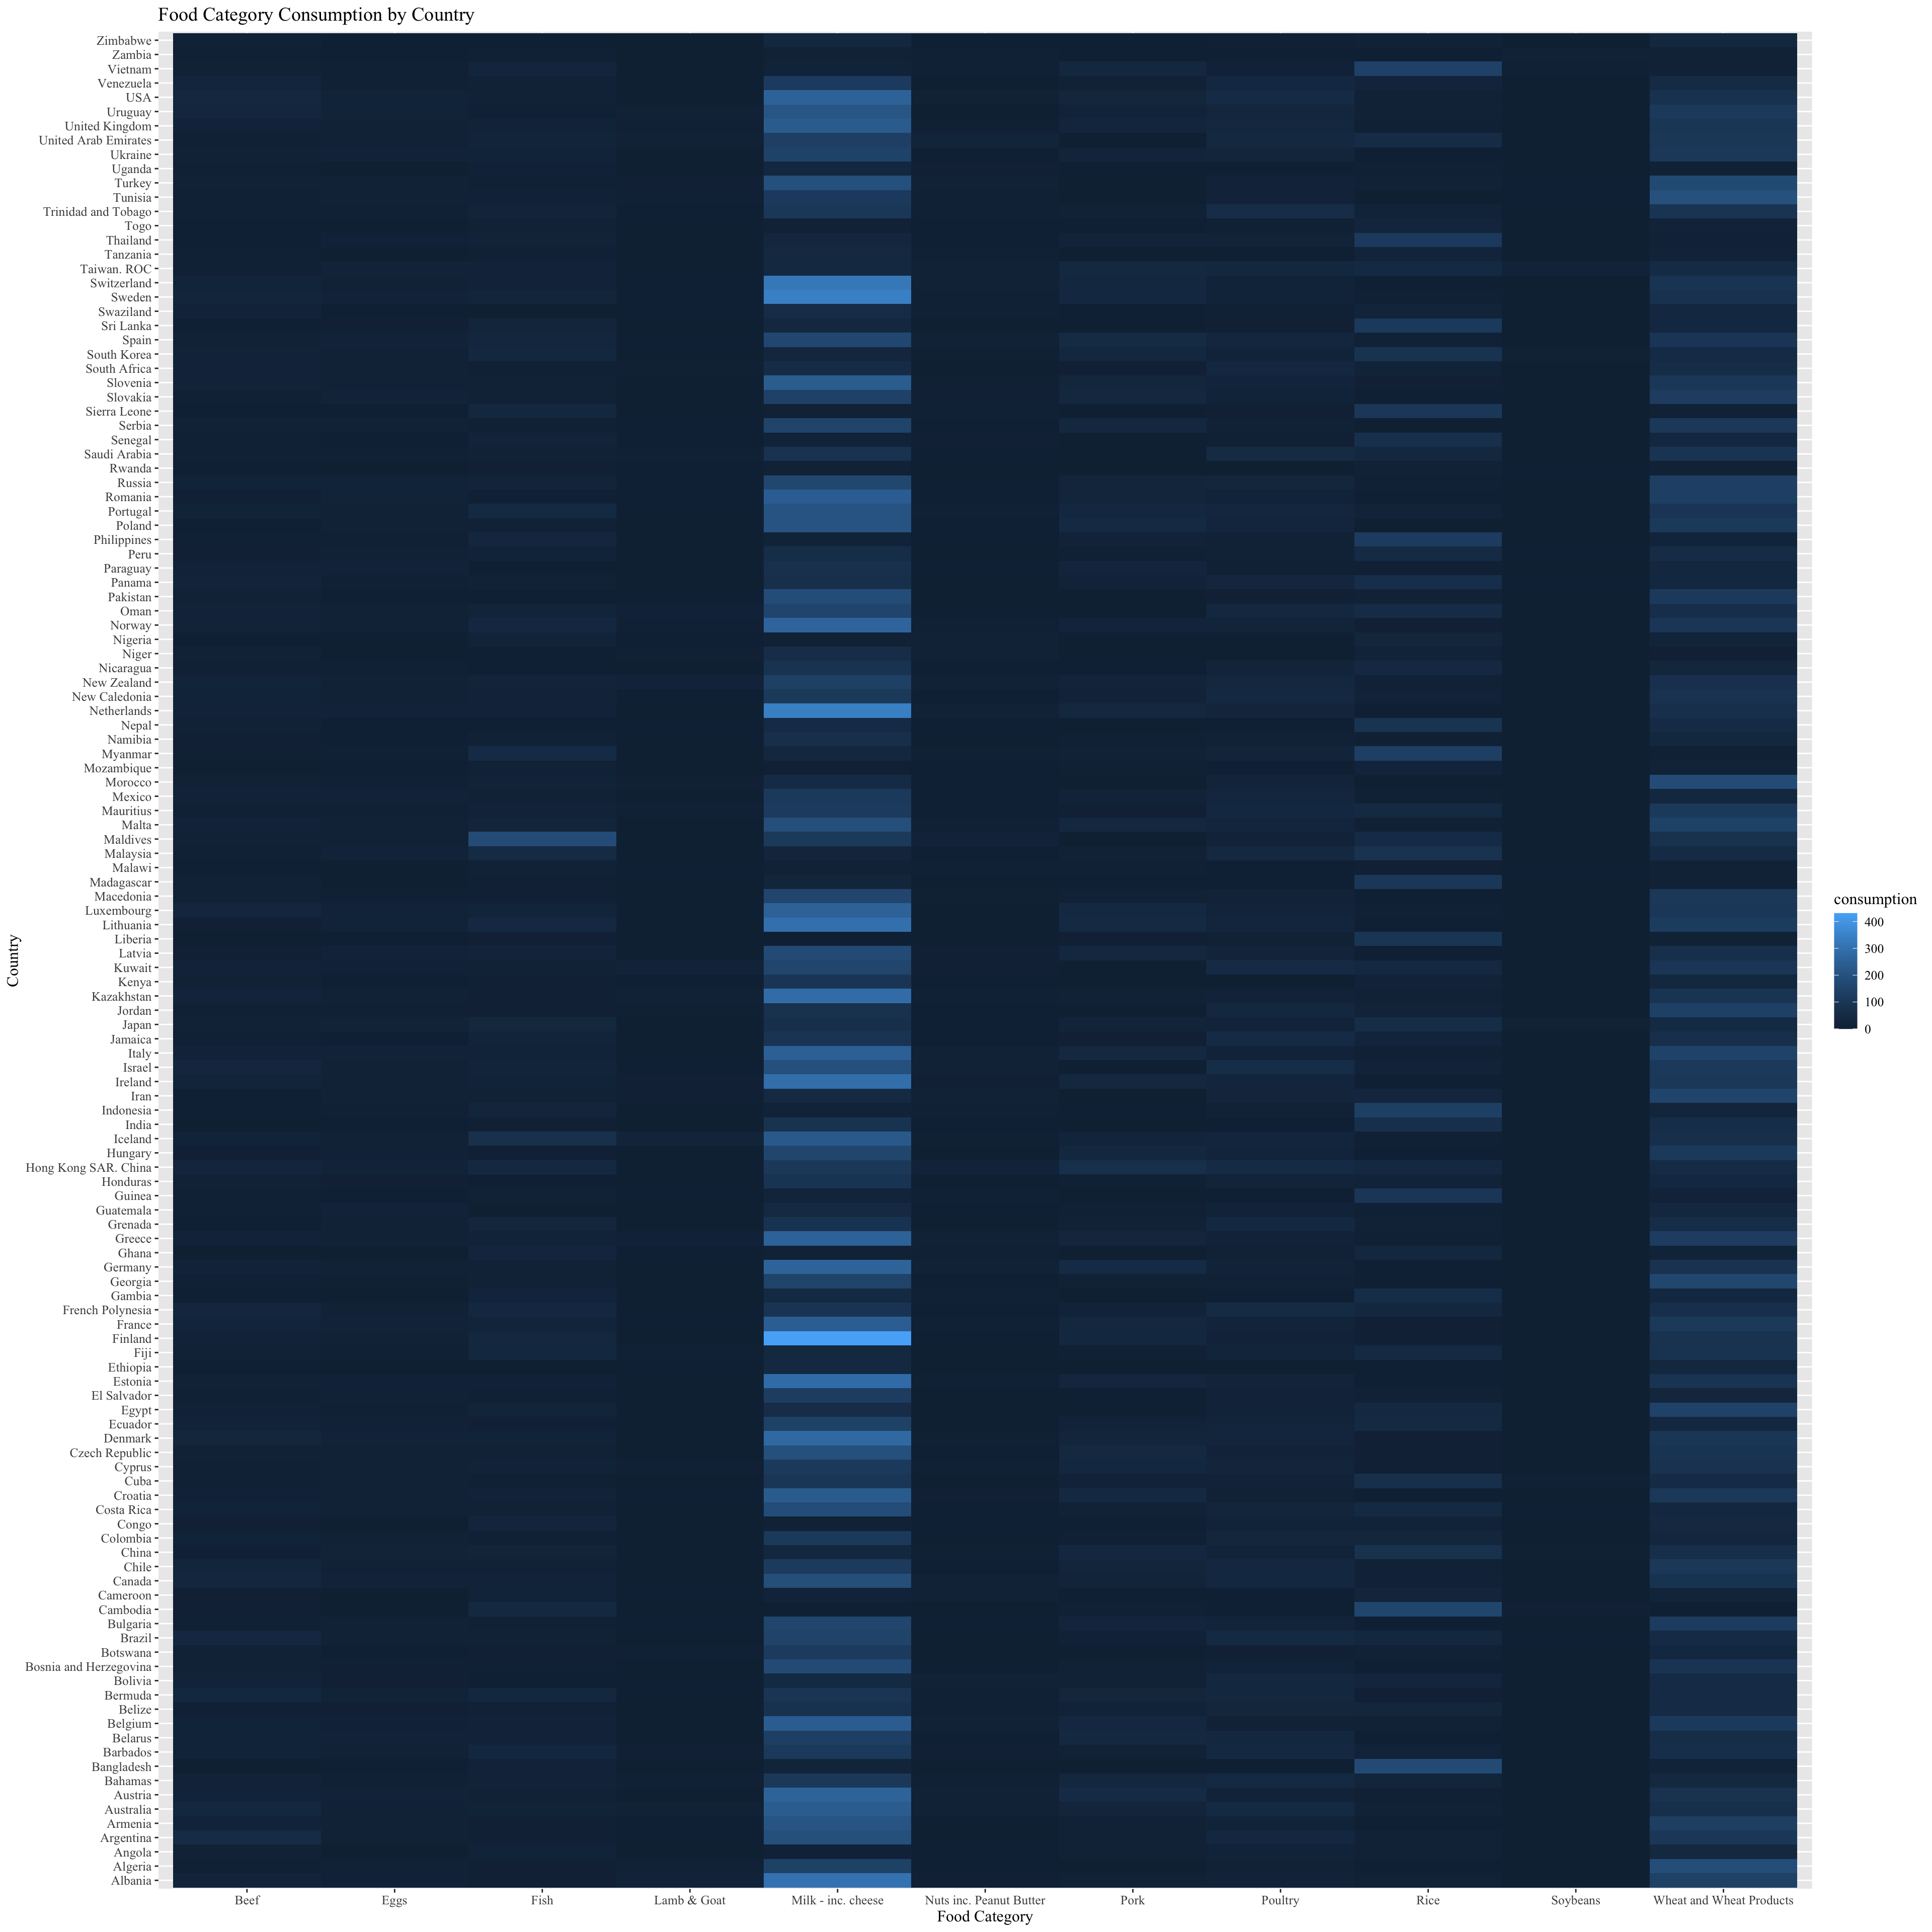 Food Category Consumption by Country
Zimbabwe
Zambia
Vietnam
Venezuela
USA
Uruguay
United Kingdom
United Arab Emirates
Ukraine
Uganda
Turkey
Tunisia
Trinidad and Tobago
Togo
Thailand
Tanzania
Taiwan. ROC
Switzerland
Sweden
Swaziland
Sri Lanka
Spain
South Korea
South Africa
Slovenia
Slovakia
Sierra Leone
Serbia
Senegal
Saudi Arabia
Rwanda
Russia
Romania
Portugal
Poland
Philippines
Peru
Paraguay
Panama
Pakistan
Oman
Norway
Nigeria
Niger
Nicaragua
New Zealand
New Caledonia
Netherlands
Nepal
Namibia
Myanmar
Mozambique
Morocco
Mexico
Mauritius
Malta
Maldives
Malaysia
Malawi
Madagascar
Macedonia
Luxembourg
Lithuania
Liberia
Latvia
Kuwait
Kenya
Kazakhstan
Jordan
Japan
Jamaica
Italy
Israel
Ireland
Iran
Indonesia
India
Iceland
Hungary
Hong Kong SAR. China
Honduras
Guinea
Guatemala
Grenada
Greece
Ghana
Germany
Georgia
Gambia
French Polynesia
France
Finland
Fiji
Ethiopia
Estonia
El Salvador
Egypt
Ecuador
Denmark
Czech Republic
Cyprus
Cuba
Croatia
Costa Rica
Congo
Colombia
China
Chile
Canada
Cameroon
Cambodia
Bulgaria
Brazil
Botswana
Bosnia and Herzegovina
Bolivia
Bermuda
Belize
Belgium
Belarus
Barbados
Bangladesh
Bahamas
Austria
Australia
Armenia
Argentina
Angola
Algeria
Albania
Country
Beef Eggs Fish Lamb & Goat Milk - inc. cheese Nuts inc. Peanut Butter Pork Poultry Rice Soybeans Wheat and Wheat Products
Food Category
consumption
400
300
200
100
0